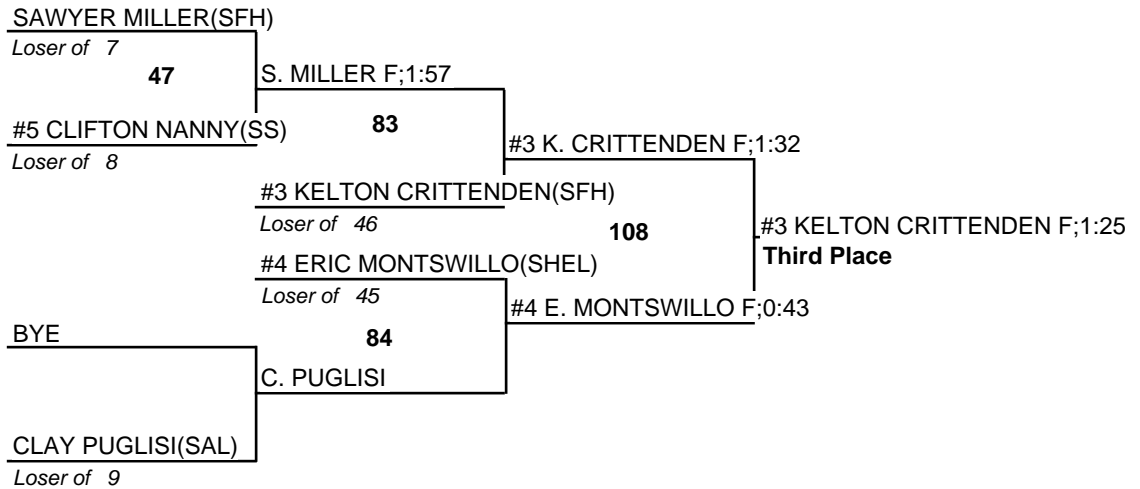 SAWYER MILLER(SFH)
Loser of 7
47
S. MILLER F;1:57
#5 CLIFTON NANNY(SS)
Loser of 8
83
#3 K. CRITTENDEN F;1:32
#3 KELTON CRITTENDEN(SFH)
Loser of 46
108
#3 KELTON CRITTENDEN F;1:25
Third Place
#4 ERIC MONTSWILLO(SHEL)
Loser of 45
#4 E. MONTSWILLO F;0:43
BYE
84
C. PUGLISI
CLAY PUGLISI(SAL)
Loser of 9